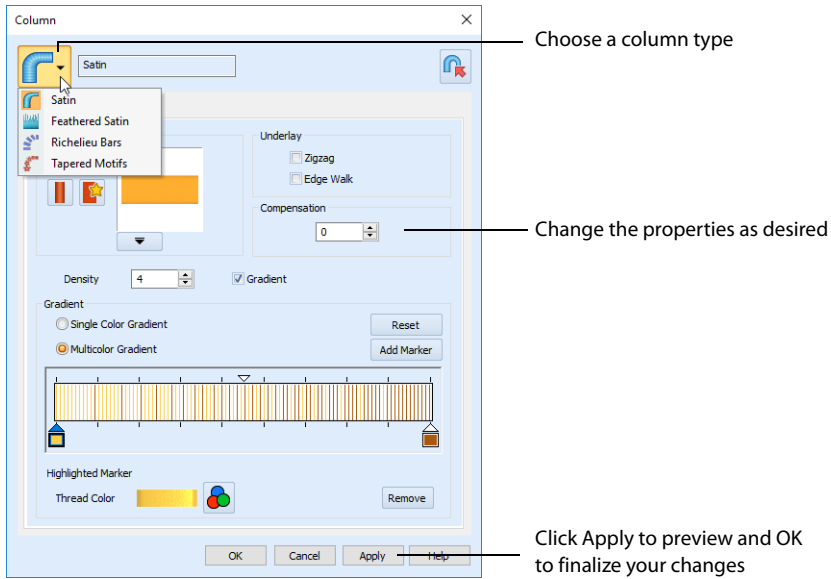 Column
Choose a column type
Satin
Satin
Feathered Satin
Richelieu Bars
Tapered Motifs
Underlay
Zigzag
Edge Walk
Compensation
0
Change the properties as desired
Density
4
Gradient
Gradient
Single Color Gradient
Reset
Multicolor Gradient
Add Marker
Highlighted Marker
Thread Color
Remove
OK
Cancel
Apply
Help
Click Apply to preview and OK
to finalize your changes